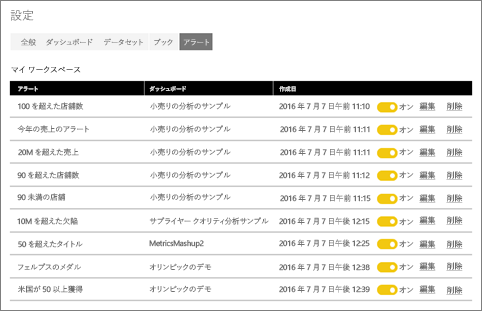 設定
全般 ダッシュボード データセット ブック アラート
マイ ワークスペース
アラート ダッシュボード 作成日
100 を超えた店舗数 小売りの分析のサンプル 2016 年 7 月 7 日午前 11:10 オン 編集 削除
今年の売上のアラート 小売りの分析のサンプル 2016 年 7 月 7 日午前 11:11 オン 編集 削除
20M を超えた売上 小売りの分析のサンプル 2016 年 7 月 7 日午前 11:11 オン 編集 削除
90 を超えた店舗数 小売りの分析のサンプル 2016 年 7 月 7 日午前 11:12 オン 編集 削除
90 未満の店舗 小売りの分析のサンプル 2016 年 7 月 7 日午前 11:15 オン 編集 削除
10M を超えた欠陥 サプライヤー クオリティ分析サンプル 2016 年 7 月 7 日午後 12:15 オン 編集 削除
50 を超えたタイトル MetricsMashup2 2016 年 7 月 7 日午後 12:25 オン 編集 削除
フェルプスのメダル オリンピックのデモ 2016 年 7 月 7 日午後 12:38 オン 編集 削除
米国が 50 以上獲得 オリンピックのデモ 2016 年 7 月 7 日午後 12:39 オン 編集 削除